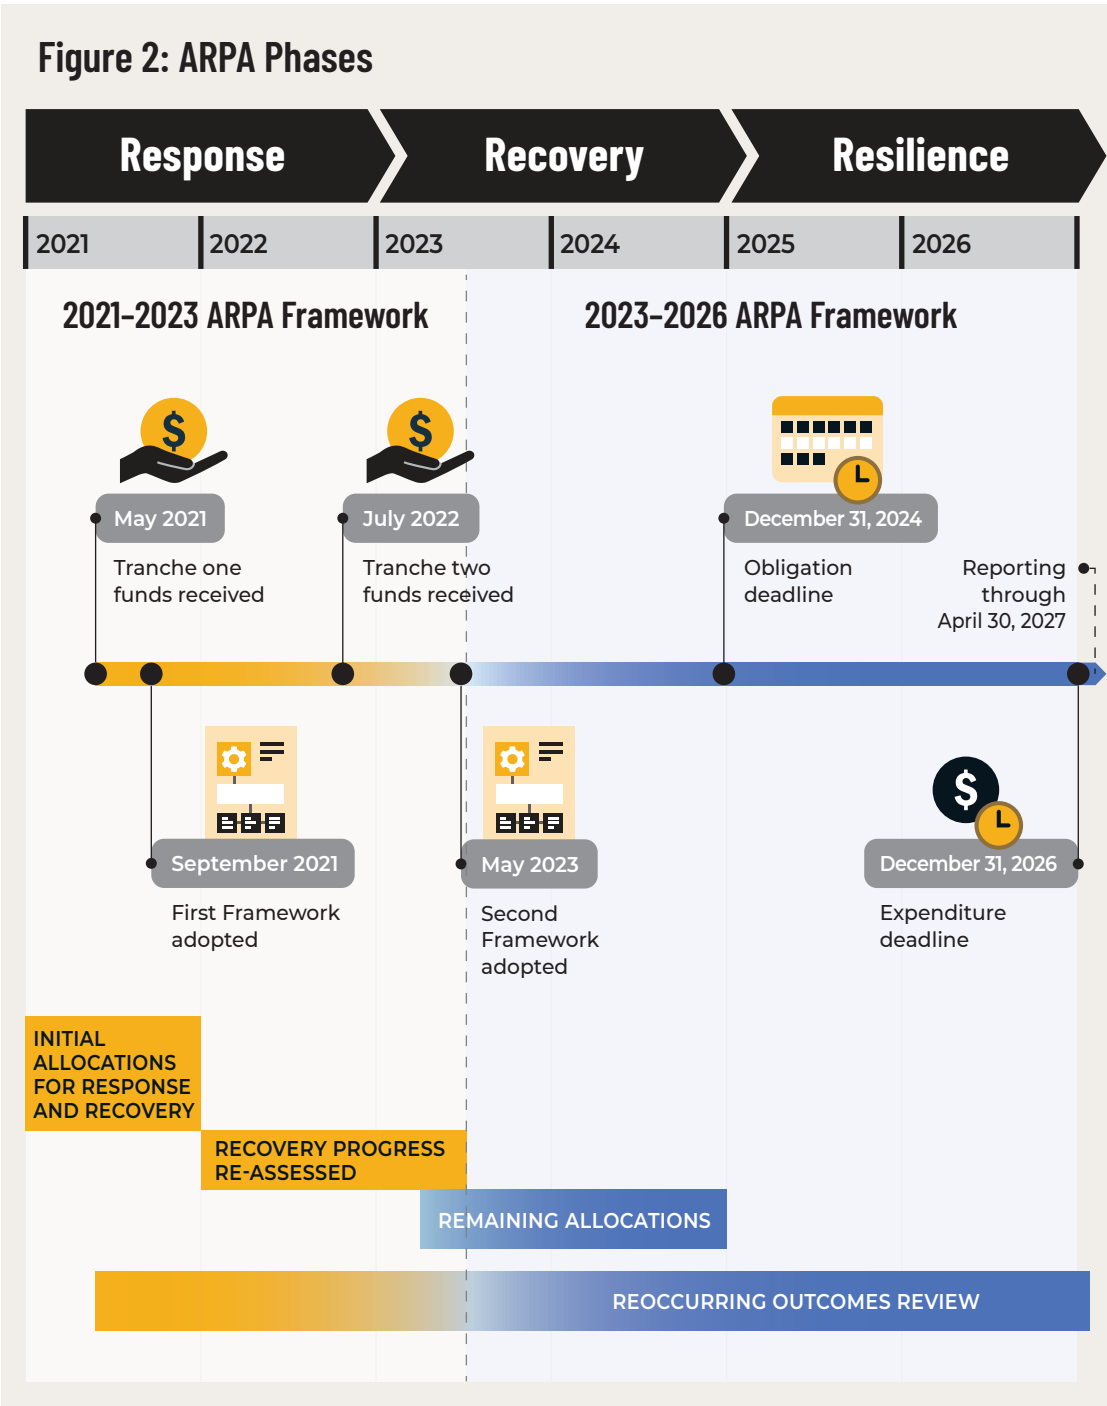 Figure 2: ARPA Phases
Response
Recovery
Resilience
2021
2022
2023
2024
2025
2026
2021–2023 ARPA Framework
2023–2026 ARPA Framework
$
$
May 2021
Tranche one
funds received
July 2022
Tranche two
funds received
December 31, 2024
Obligation
deadline
Reporting
through
April 30, 2027
September 2021
First Framework
adopted
May 2023
Second
Framework
adopted
$
December 31, 2026
Expenditure
deadline
INITIAL
ALLOCATIONS
FOR RESPONSE
AND RECOVERY
RECOVERY PROGRESS
RE-ASSESSED
REMAINING ALLOCATIONS
REOCCURRING OUTCOMES REVIEW